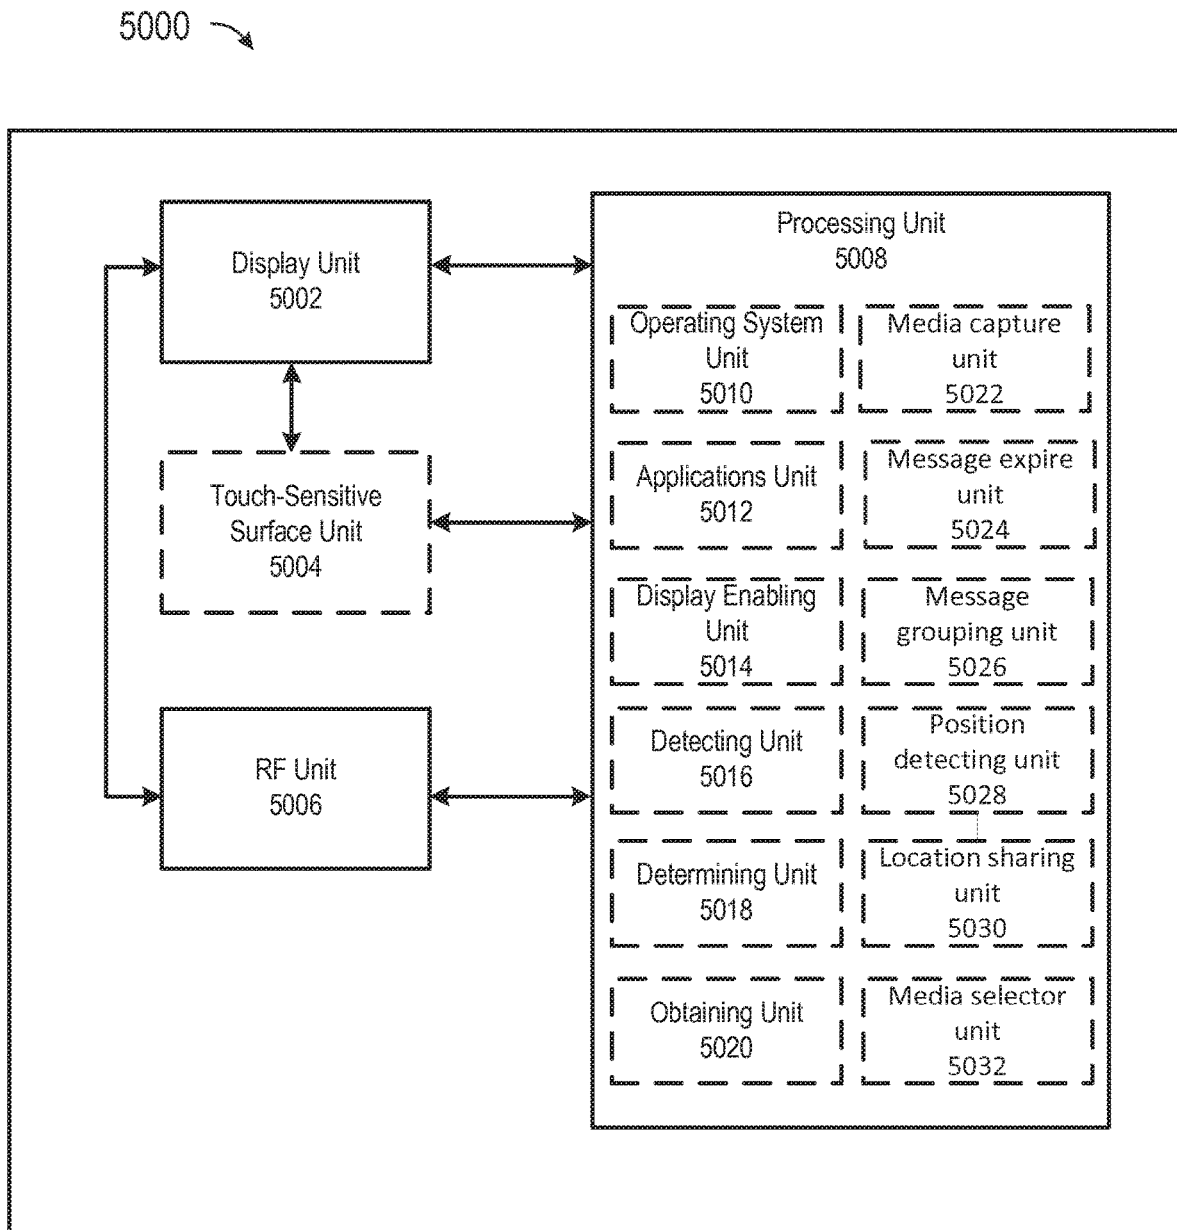 5000
Display Unit
5002
Touch-Sensitive
Surface Unit
5004
RF Unit
5006
Processing Unit
5008
Operating System
Unit
5010
Media capture
unit
5022
Applications Unit
5012
Message expire
unit
5024
Display Enabling
Unit
5014
Message
grouping unit
5026
Detecting Unit
5016
Position
detecting unit
5028
Determining Unit
5018
Location sharing
unit
5030
Obtaining Unit
5020
Media selector
unit
5032